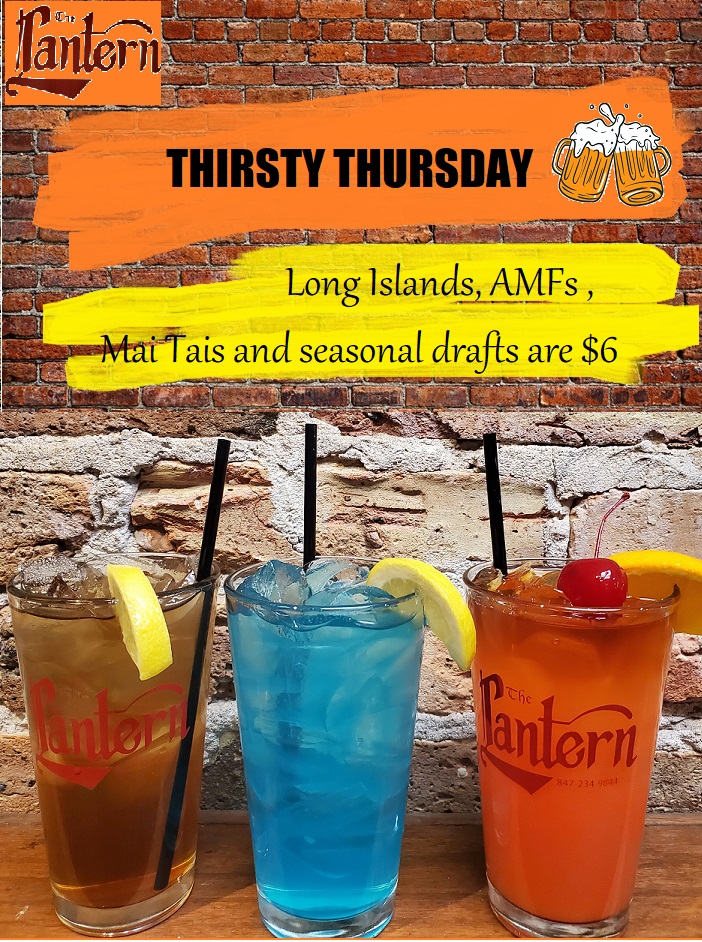 The
Lantern
THIRSTY THURSDAY
Long Islands, AMFs ,
Mai Tais and seasonal drafts are $6
The
Lantern
The
Lantern
847-234-9844